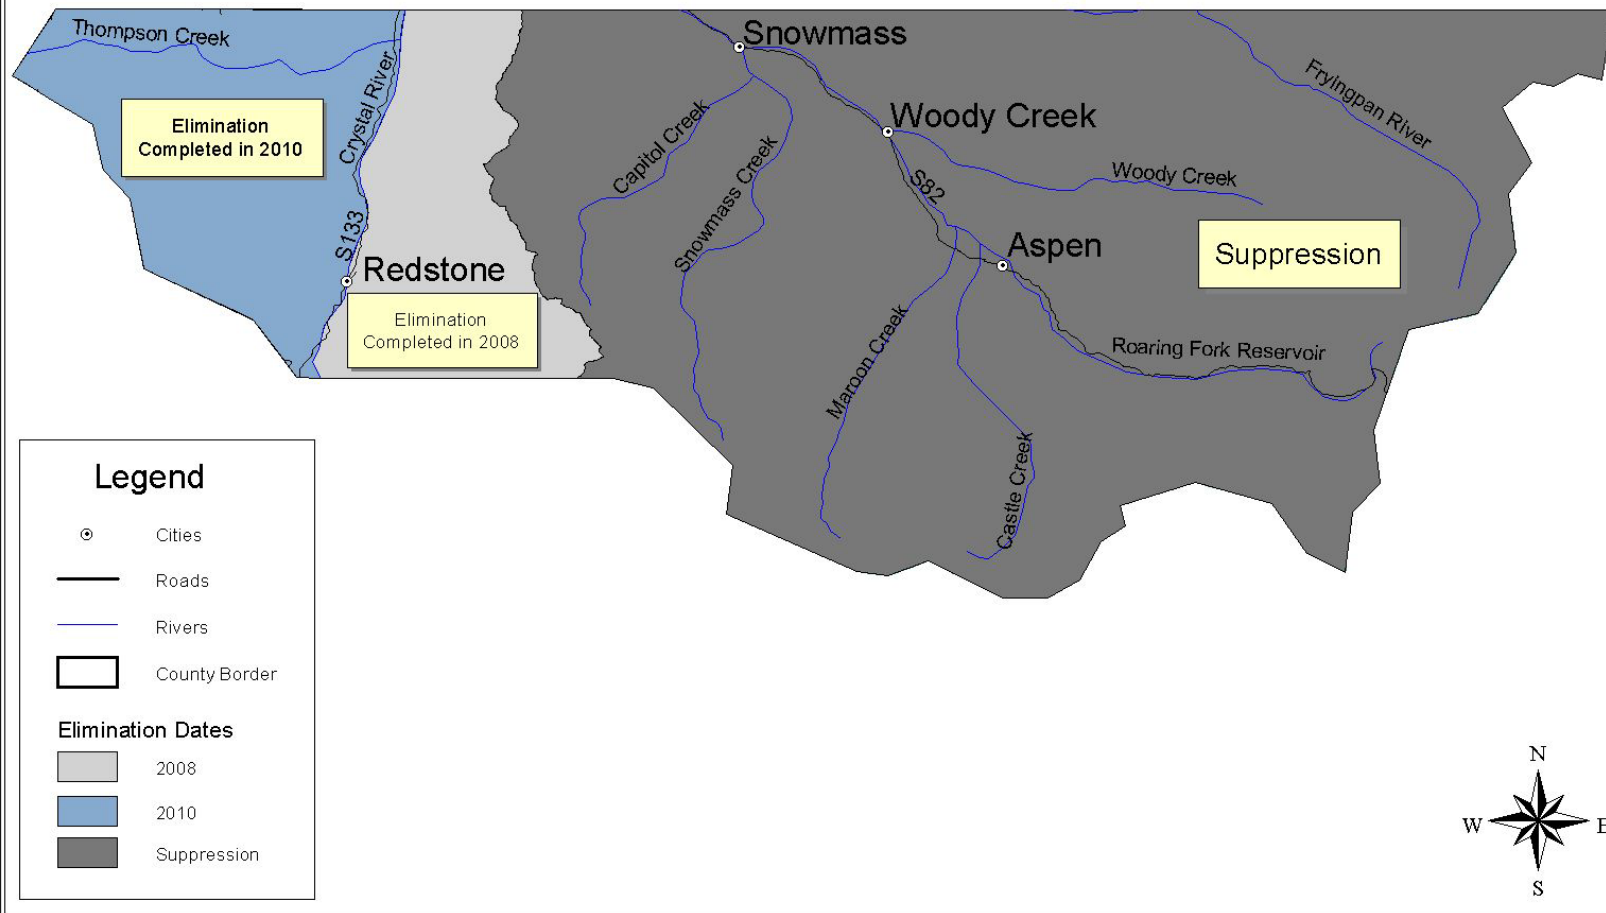 Thompson Creek
Crystal River
Elimination
Completed in 2010
S133
Redstone
Elimination
Completed in 2008
Snowmass
Capitol Creek
Snowmass Creek
Woody Creek
S82
Woody Creek
Fryingpan River
Aspen
Suppression
Maroon Creek
Castle Creek
Roaring Fork Reservoir
Legend
Cities
Roads
Rivers
County Border
Elimination Dates
2008
2010
Suppression
N
W
E
S